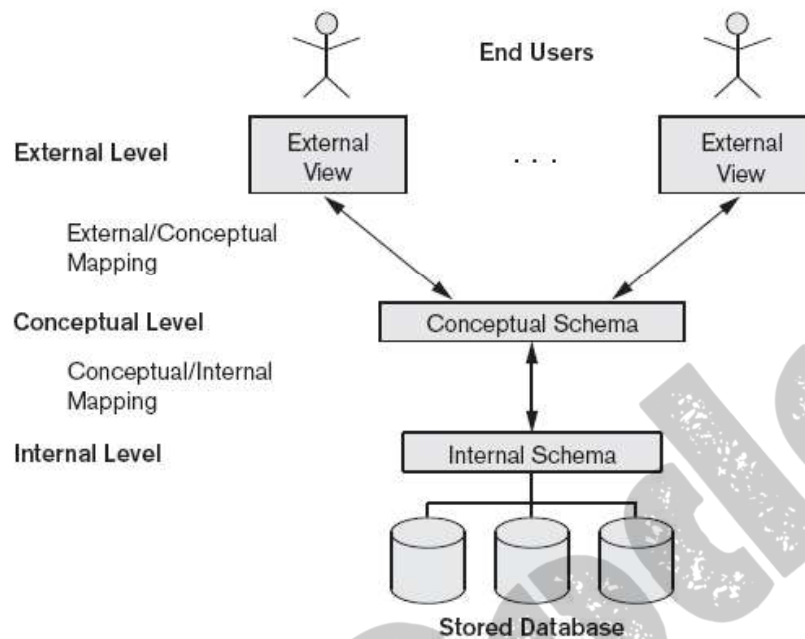 End Users
External Level
External
View
. . .
External
View
External/Conceptual
Mapping
Conceptual Level
Conceptual Schema
Conceptual/Internal
Mapping
Internal Level
Internal Schema
Stored Database